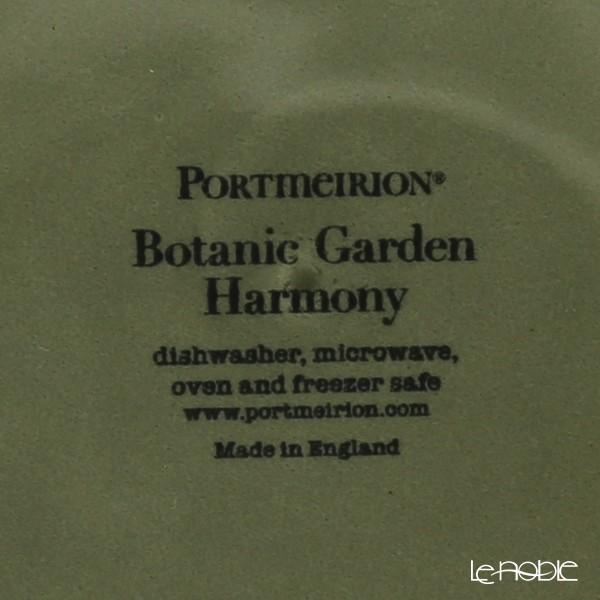 PORTMEIRION®
Botanic Garden
Harmony
dishwasher, microwave,
oven and freezer safe
www.portmeirion.com
Made in England
Le-noble